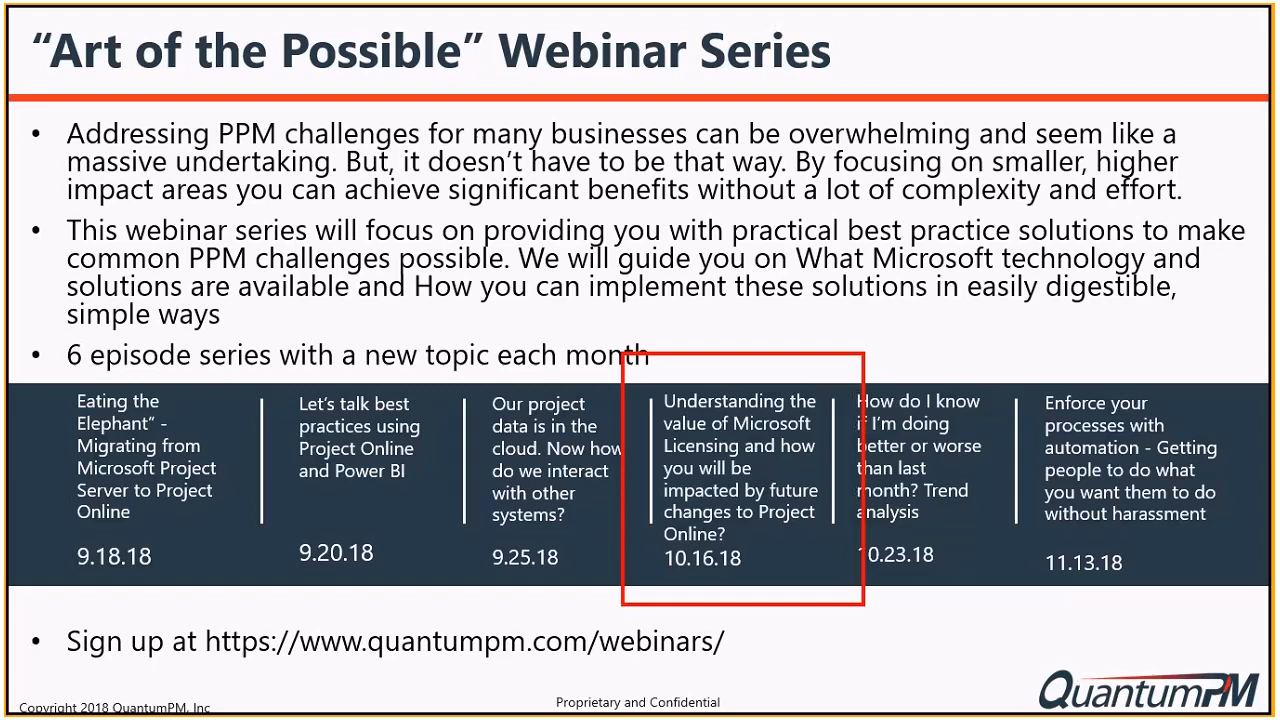 “Art of the Possible” Webinar Series
• Addressing PPM challenges for many businesses can be overwhelming and seem like a
massive undertaking. But, it doesn’t have to be that way. By focusing on smaller, higher
impact areas you can achieve significant benefits without a lot of complexity and effort.
• This webinar series will focus on providing you with practical best practice solutions to make
common PPM challenges possible. We will guide you on What Microsoft technology and
solutions are available and How you can implement these solutions in easily digestible,
simple ways
• 6 episode series with a new topic each month
Eating the
Elephant” -
Migrating from
Microsoft Project
Server to Project
Online
9.18.18
Let’s talk best
practices using
Project Online
and Power BI
9.20.18
Our project
data is in the
cloud. Now how
do we interact
with other
systems?
9.25.18
Understanding the
value of Microsoft
Licensing and how
you will be
impacted by future
changes to Project
Online?
10.16.18
How do I know
if I’m doing
better or worse
than last
month? Trend
analysis
10.23.18
Enforce your
processes with
automation - Getting
people to do what
you want them to do
without harassment
11.13.18
• Sign up at https://www.quantumpm.com/webinars/
Copyright 2018 QuantumPM, Inc
Proprietary and Confidential
QuantumPM